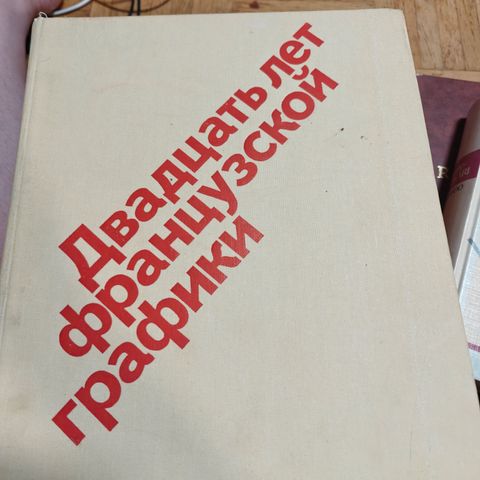 Двадцать лет
французской
графики